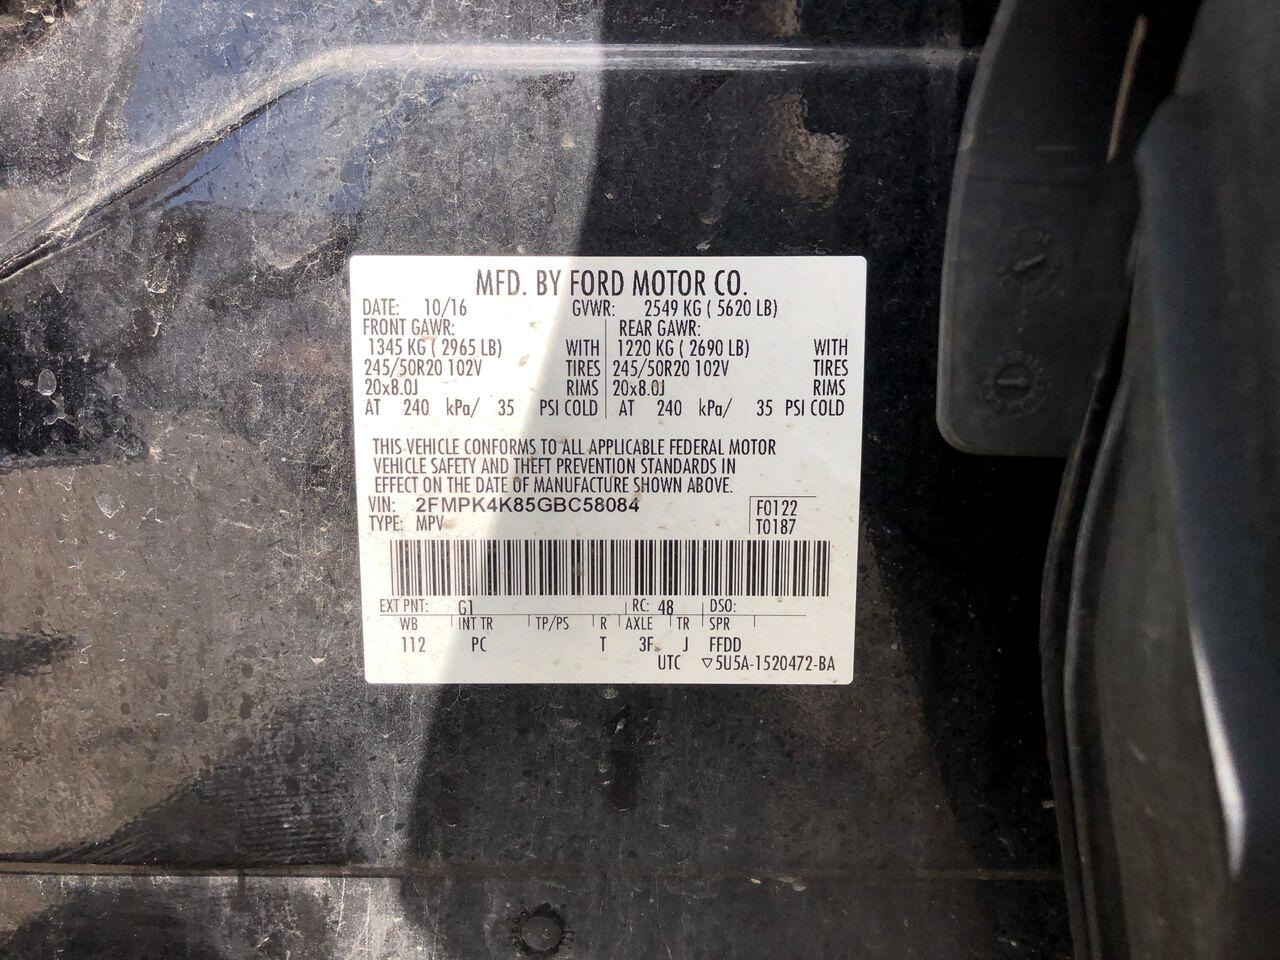 MFD. BY FORD MOTOR CO.
DATE: 10/16 GVWR: 2549 KG ( 5620 LB)
FRONT GAWR: REAR GAWR:
1345 KG ( 2965 LB) WITH 1220 KG ( 2690 LB) WITH
245/50R20 102V TIRES 245/50R20 102V TIRES
20x8.0J RIMS 20x8.0J RIMS
AT 240 kPa/ 35 PSI COLD AT 240 kPa/ 35 PSI COLD
THIS VEHICLE CONFORMS TO ALL APPLICABLE FEDERAL MOTOR
VEHICLE SAFETY AND THEFT PREVENTION STANDARDS IN
EFFECT ON THE DATE OF MANUFACTURE SHOWN ABOVE.
VIN: 2FMPK4K85GBC58084 F0122
TYPE: MPV T0187
EXT PNT: G1 RC: 48 DSO:
WB INT TR TP/PS R AXLE TR SPR
112 PC T 3F J FFDD
UTC ▽5U5A-1520472-BA